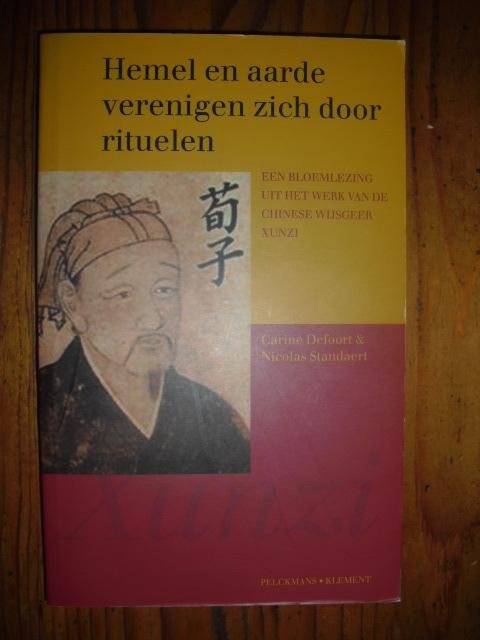 Hemel en aarde
verenigen zich door
rituelen
EEN BLOEMLEZING
UIT HET WERK VAN DE
CHINESE WIJSGEER
XUNZI
荀子
Carine Defoort &
Nicolas Standaert
Xunzi
PELCKMANS • KLEMENT